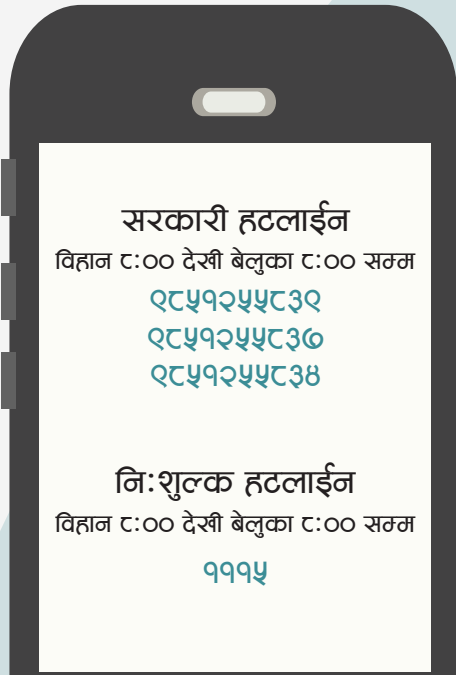 सरकारी हटलाईन
विहान ८:०० देखी बेलुका ८:०० सम्म
९८५१२५५८३९
९८५१२५५८३७
९८५१२५५८३४
नि:शुल्क हटलाईन
विहान ८:०० देखी बेलुका ८:०० सम्म
१११५